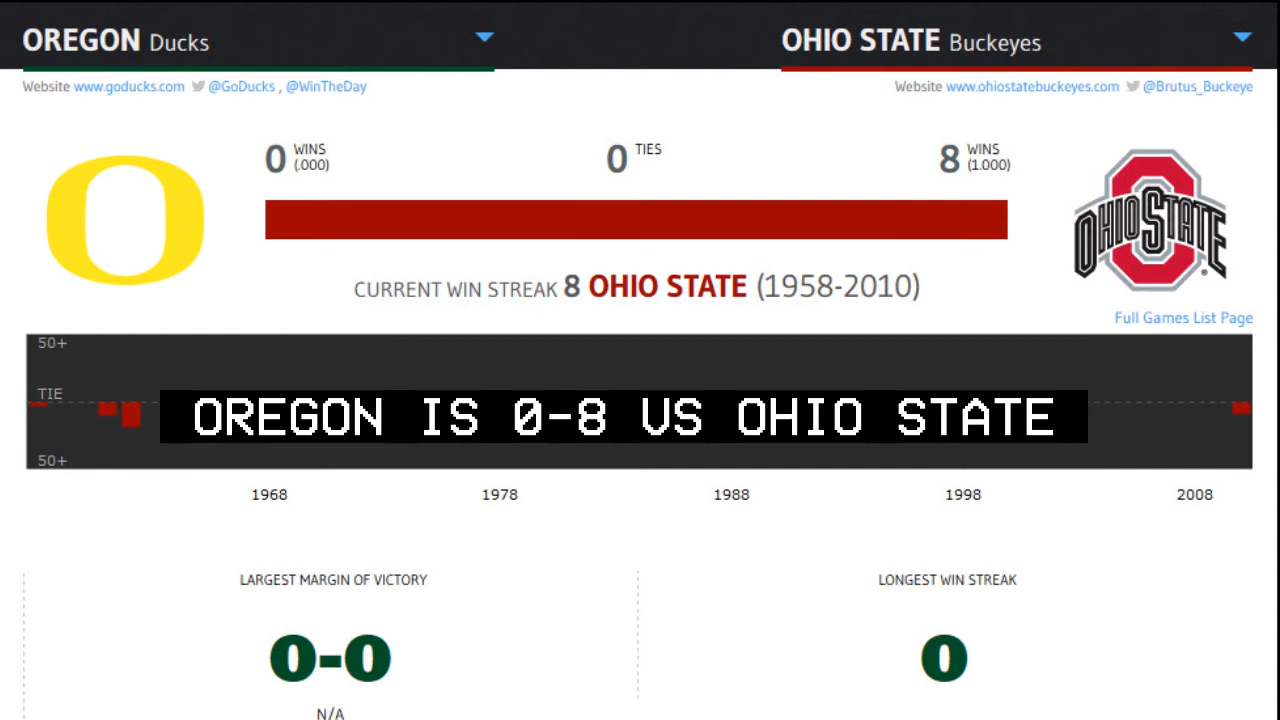 OREGON Ducks
OHIO STATE Buckeyes
Website www.goducks.com @GoDucks , @WinTheDay
Website www.ohiostatebuckeyes.com @Brutus_Buckeye
0 WINS (.000)
0 TIES
8 WINS (1.000)
OHIO STATE
CURRENT WIN STREAK 8 OHIO STATE (1958-2010)
Full Games List Page
50+
TIE
OREGON IS 0-8 VS OHIO STATE
50+
1968 1978 1988 1998 2008
LARGEST MARGIN OF VICTORY
LONGEST WIN STREAK
0-0
0
N/A